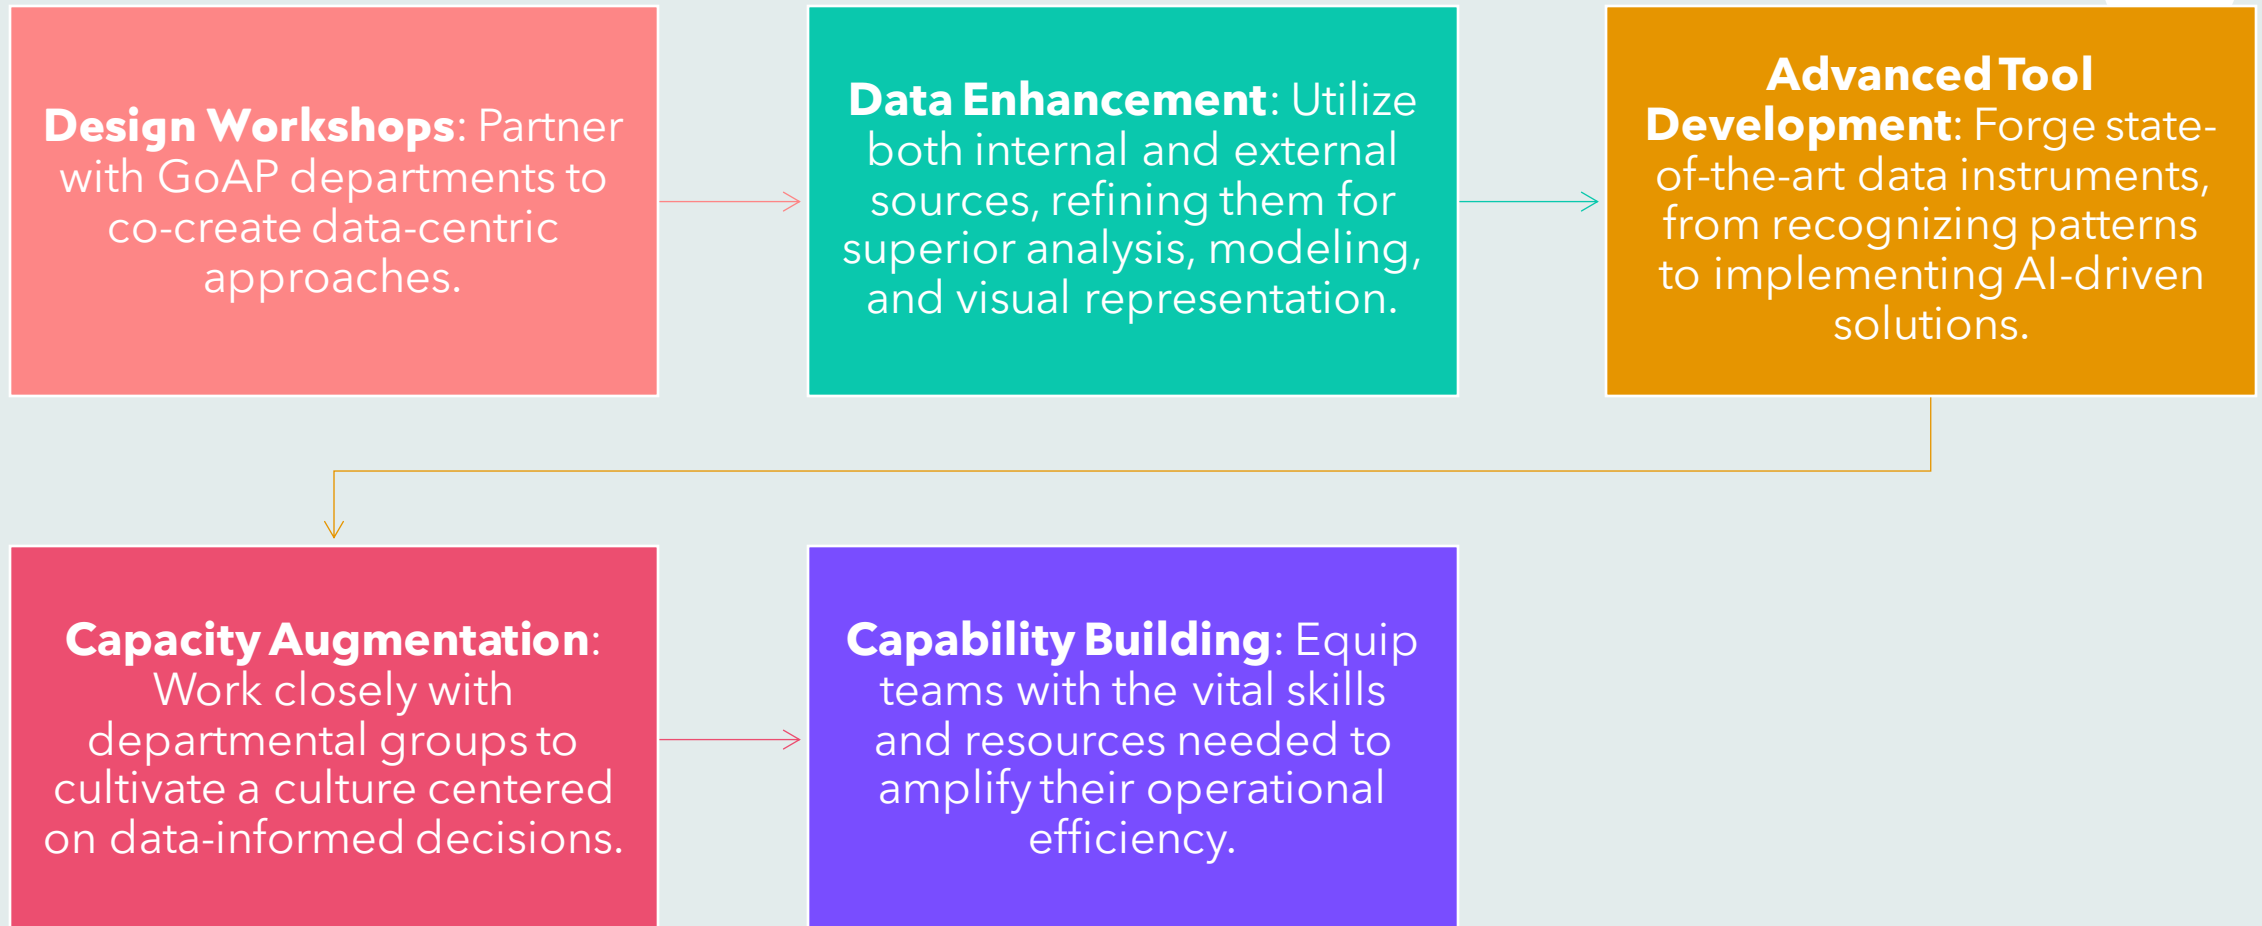 Design Workshops: Partner
with GoAP departments to
co-create data-centric
approaches.
Data Enhancement: Utilize
both internal and external
sources, refining them for
superior analysis, modeling,
and visual representation.
Advanced Tool
Development: Forge state-
of-the-art data instruments,
from recognizing patterns
to implementing AI-driven
solutions.
Capacity Augmentation:
Work closely with
departmental groups to
cultivate a culture centered
on data-informed decisions.
Capability Building: Equip
teams with the vital skills
and resources needed to
amplify their operational
efficiency.